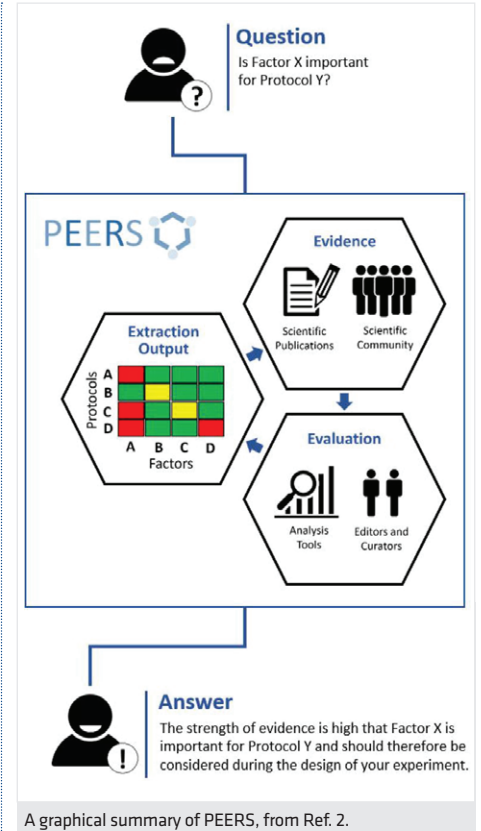 Question
Is Factor X important
for Protocol Y?
?
PEERS
Evidence
Scientific
Publications
Scientific
Community
Extraction
Output
Protocols
A
B
C
D
A B C D
Factors
Evaluation
Analysis
Tools
Editors and
Curators
Answer
The strength of evidence is high that Factor X is
important for Protocol Y and should therefore be
considered during the design of your experiment.
!
A graphical summary of PEERS, from Ref. 2.